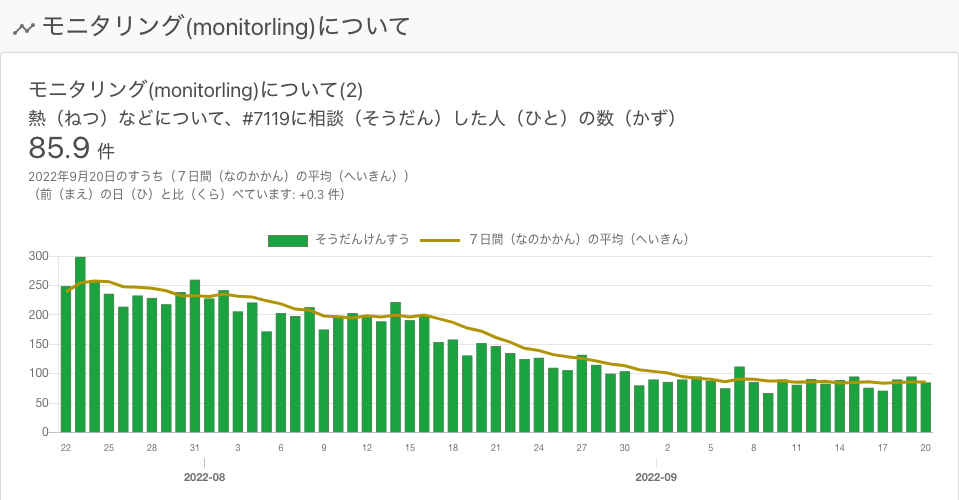 モニタリング(monitorling)について
モニタリング(monitorling)について(2)
熱（ねつ）などについて、#7119に相談（そうだん）した人（ひと）の数（かず）
85.9 件
2022年9月20日のすうち（７日間（なのかかん）の平均（へいきん））
（前（まえ）の日（ひ）と比（くら）べています: +0.3 件）
そうだんけんすう ７日間（なのかかん）の平均（へいきん）
300
250
200
150
100
50
0
22 25 28 31 3 6 9 12 15 18 21 24 27 30 2 5 8 11 14 17 20
2022-08 2022-09